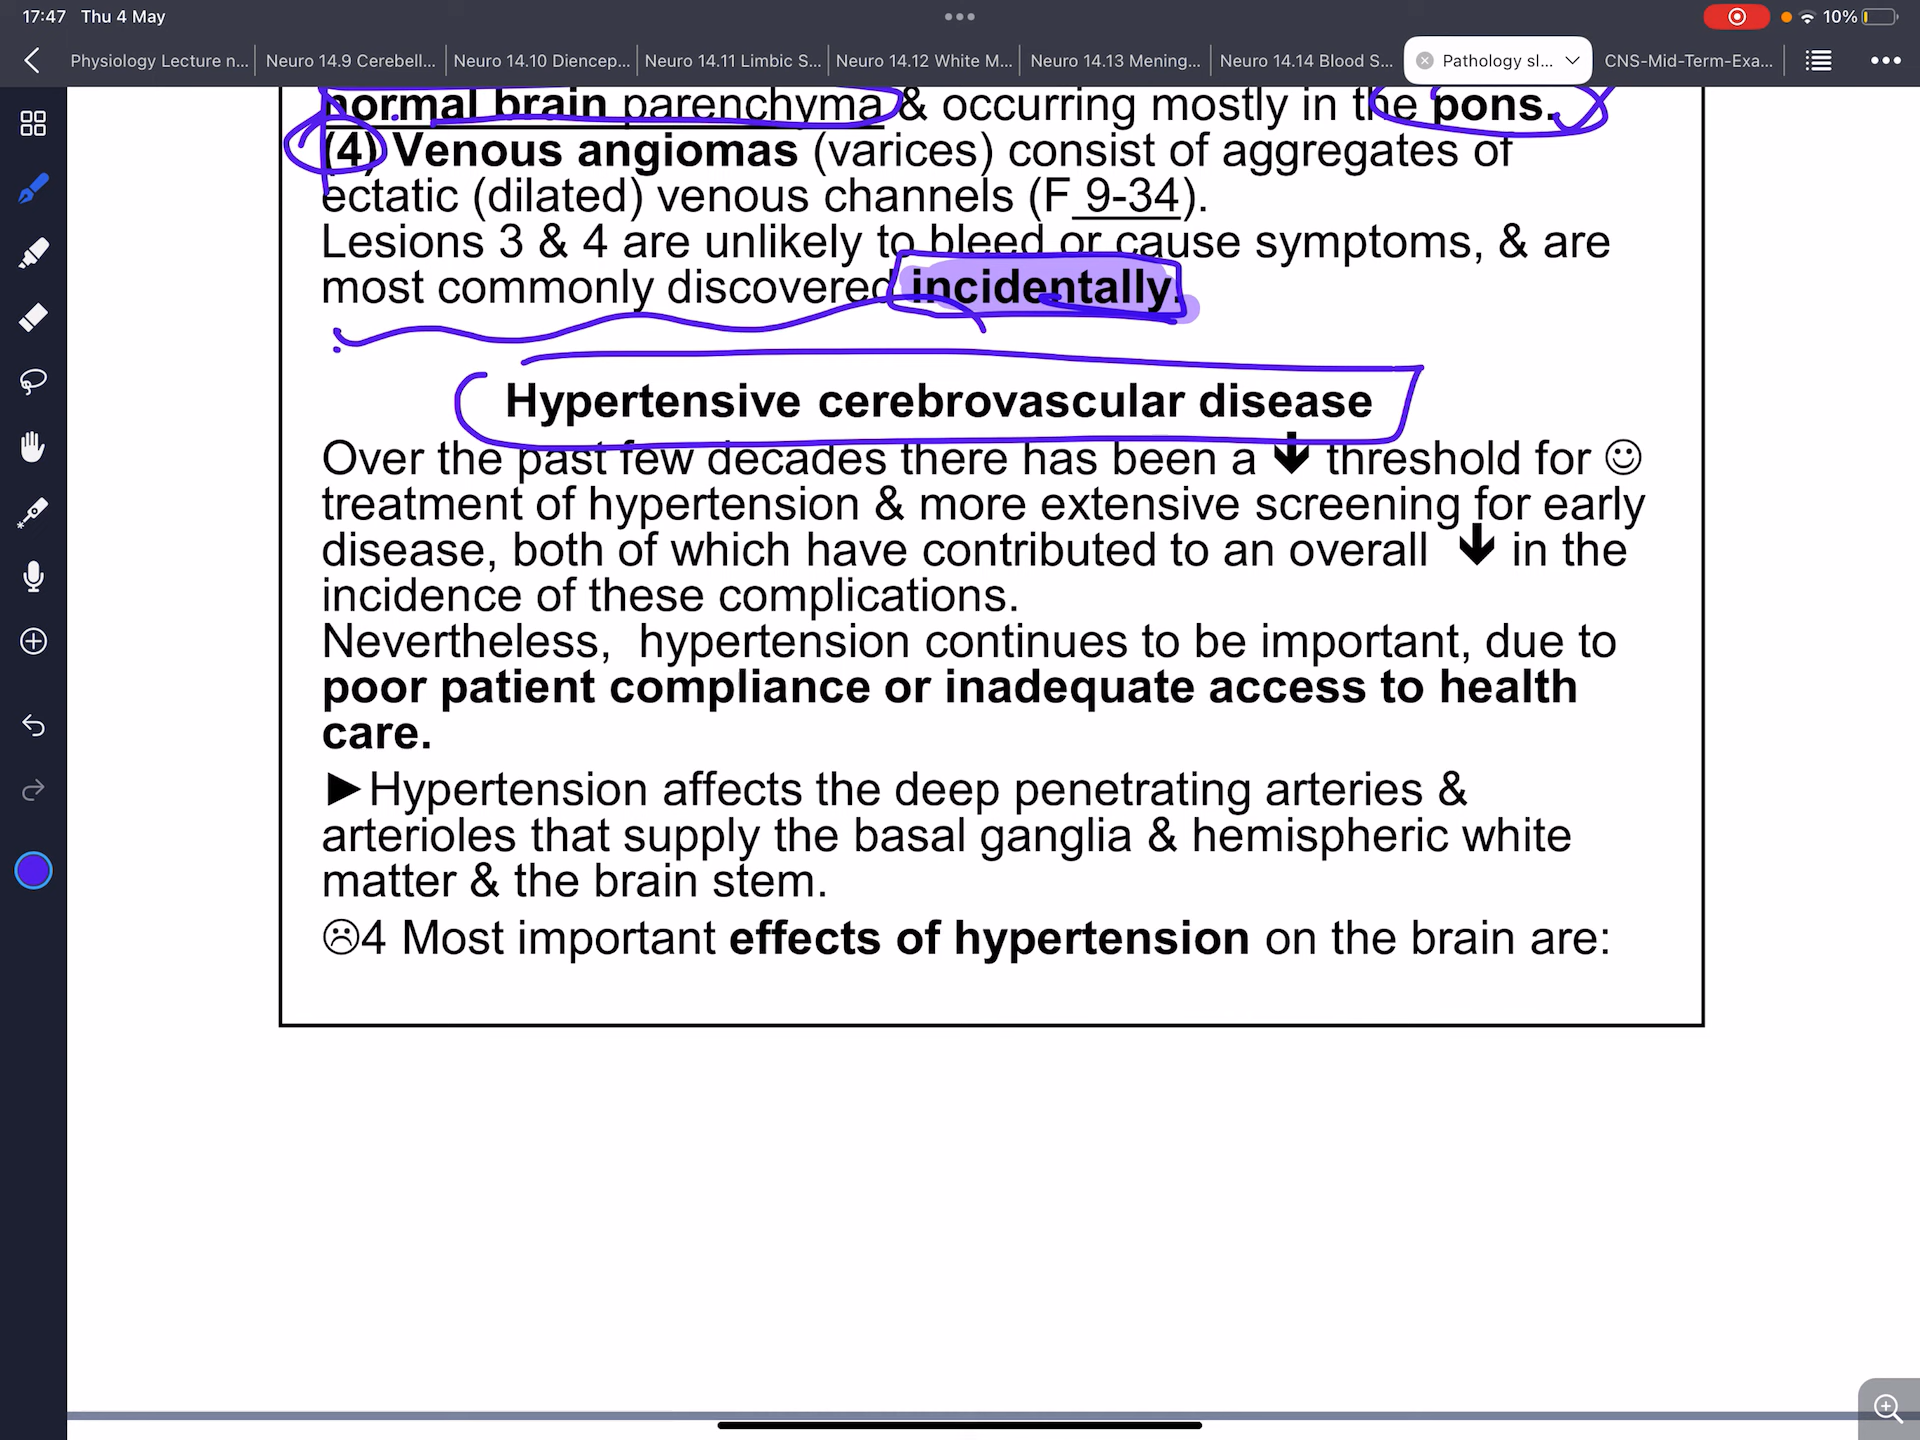 17:47 Thu 4 May
10%
Physiology Lecture n...
Neuro 14.9 Cerebell...
Neuro 14.10 Diencep...
Neuro 14.11 Limbic S...
Neuro 14.12 White M...
Neuro 14.13 Mening...
Neuro 14.14 Blood S...
Pathology sl...
CNS-Mid-Term-Exa...
normal brain parenchyma & occurring mostly in the pons.
(4) Venous angiomas (varices) consist of aggregates of
ectatic (dilated) venous channels (F 9-34).
Lesions 3 & 4 are unlikely to bleed or cause symptoms, & are
most commonly discovered incidentally.
Hypertensive cerebrovascular disease
Over the past few decades there has been a 🡻 threshold for ☺
treatment of hypertension & more extensive screening for early
disease, both of which have contributed to an overall 🡻 in the
incidence of these complications.
Nevertheless, hypertension continues to be important, due to
poor patient compliance or inadequate access to health
care.
►Hypertension affects the deep penetrating arteries &
arterioles that supply the basal ganglia & hemispheric white
matter & the brain stem.
☹4 Most important effects of hypertension on the brain are: